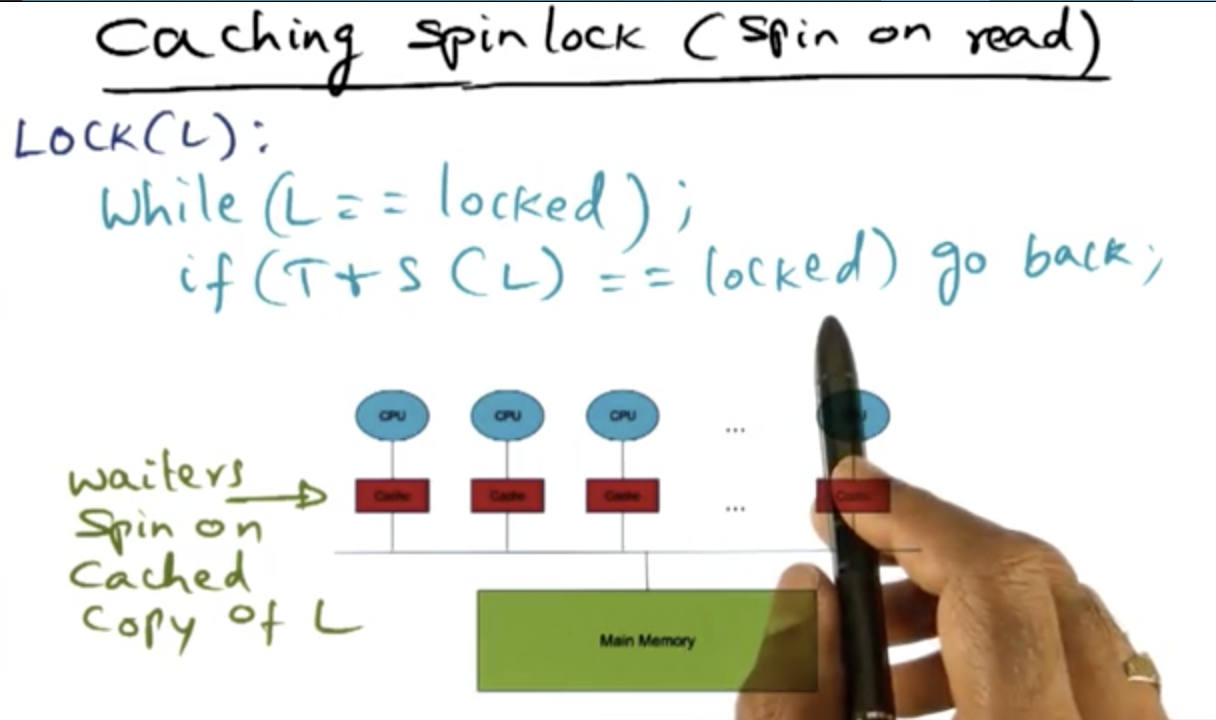 Caching spinlock (spin on read)
LOCK(L):
While (L == locked);
if (T+S (L) == locked) go back;
CPU CPU CPU ...
waiters
Spin on
Cached
Copy of L
Cache Cache Cache ... Cache
Main Memory